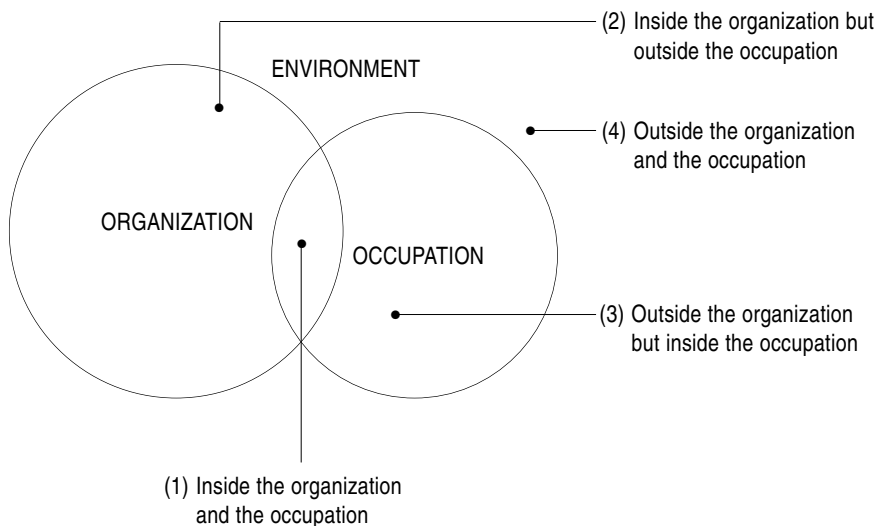 (2) Inside the organization but
outside the occupation
ENVIRONMENT
(4) Outside the organization
and the occupation
ORGANIZATION
OCCUPATION
(3) Outside the organization
but inside the occupation
(1) Inside the organization
and the occupation